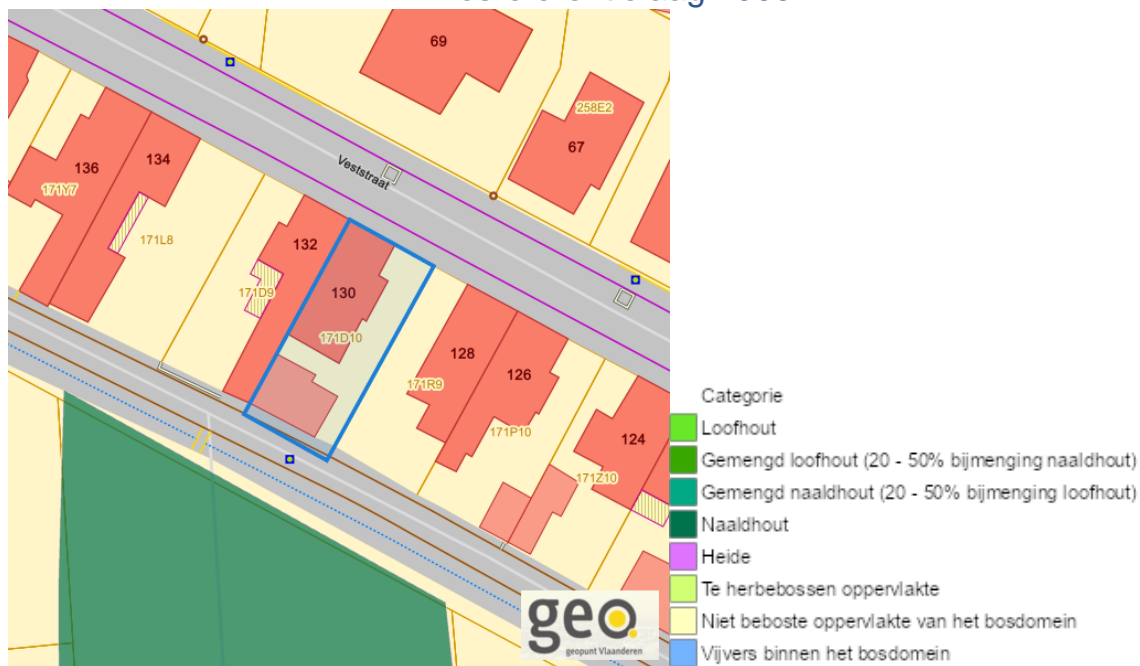 69
258E2
67
Veststraat
136
134
171Y7
171L8
132
171D9
130
171D10
128
171R9
126
171P10
124
171Z10
geo.
geopunt Vlaanderen
Categorie
Loofhout
Gemengd loofhout (20 - 50% bijmenging naaldhout)
Gemengd naaldhout (20 - 50% bijmenging loofhout)
Naaldhout
Heide
Te herbebossen oppervlakte
Niet beboste oppervlakte van het bosdomein
Vijvers binnen het bosdomein